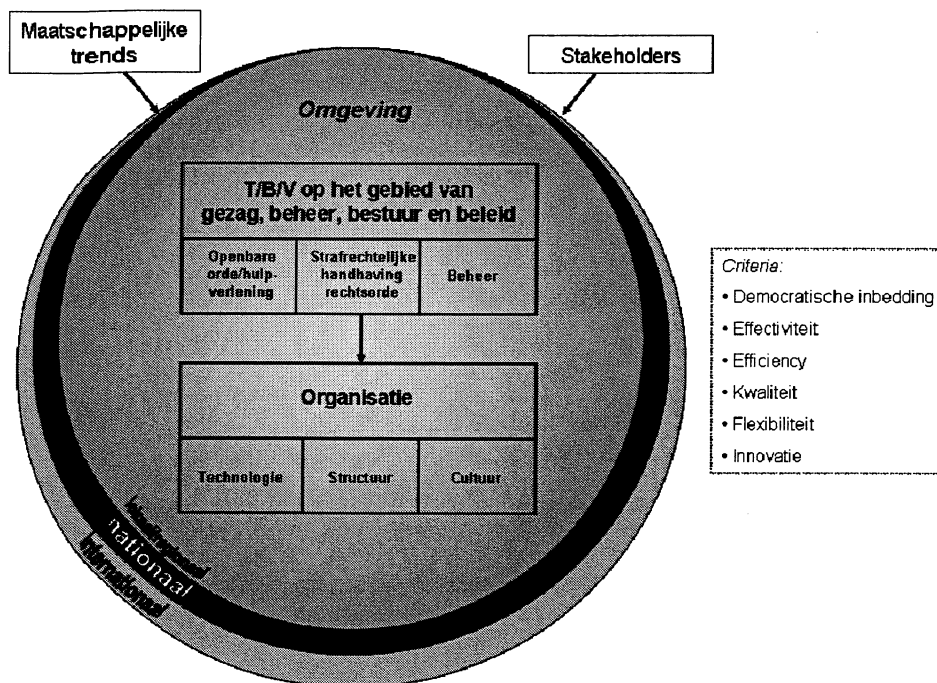 Maatschappelijke
trends
Stakeholders
Omgeving
T/B/V op het gebied van
gezag, beheer, bestuur en beleid
Openbare
orde/hulp-
verlening
Strafrechtelijke
handhaving
rechtsorde
Beheer
Organisatie
Technologie
Structuur
Cultuur
nationaal
Internationaal
Criteria:
• Democratische inbedding
• Effectiviteit
• Efficiency
• Kwaliteit
• Flexibiliteit
• Innovatie